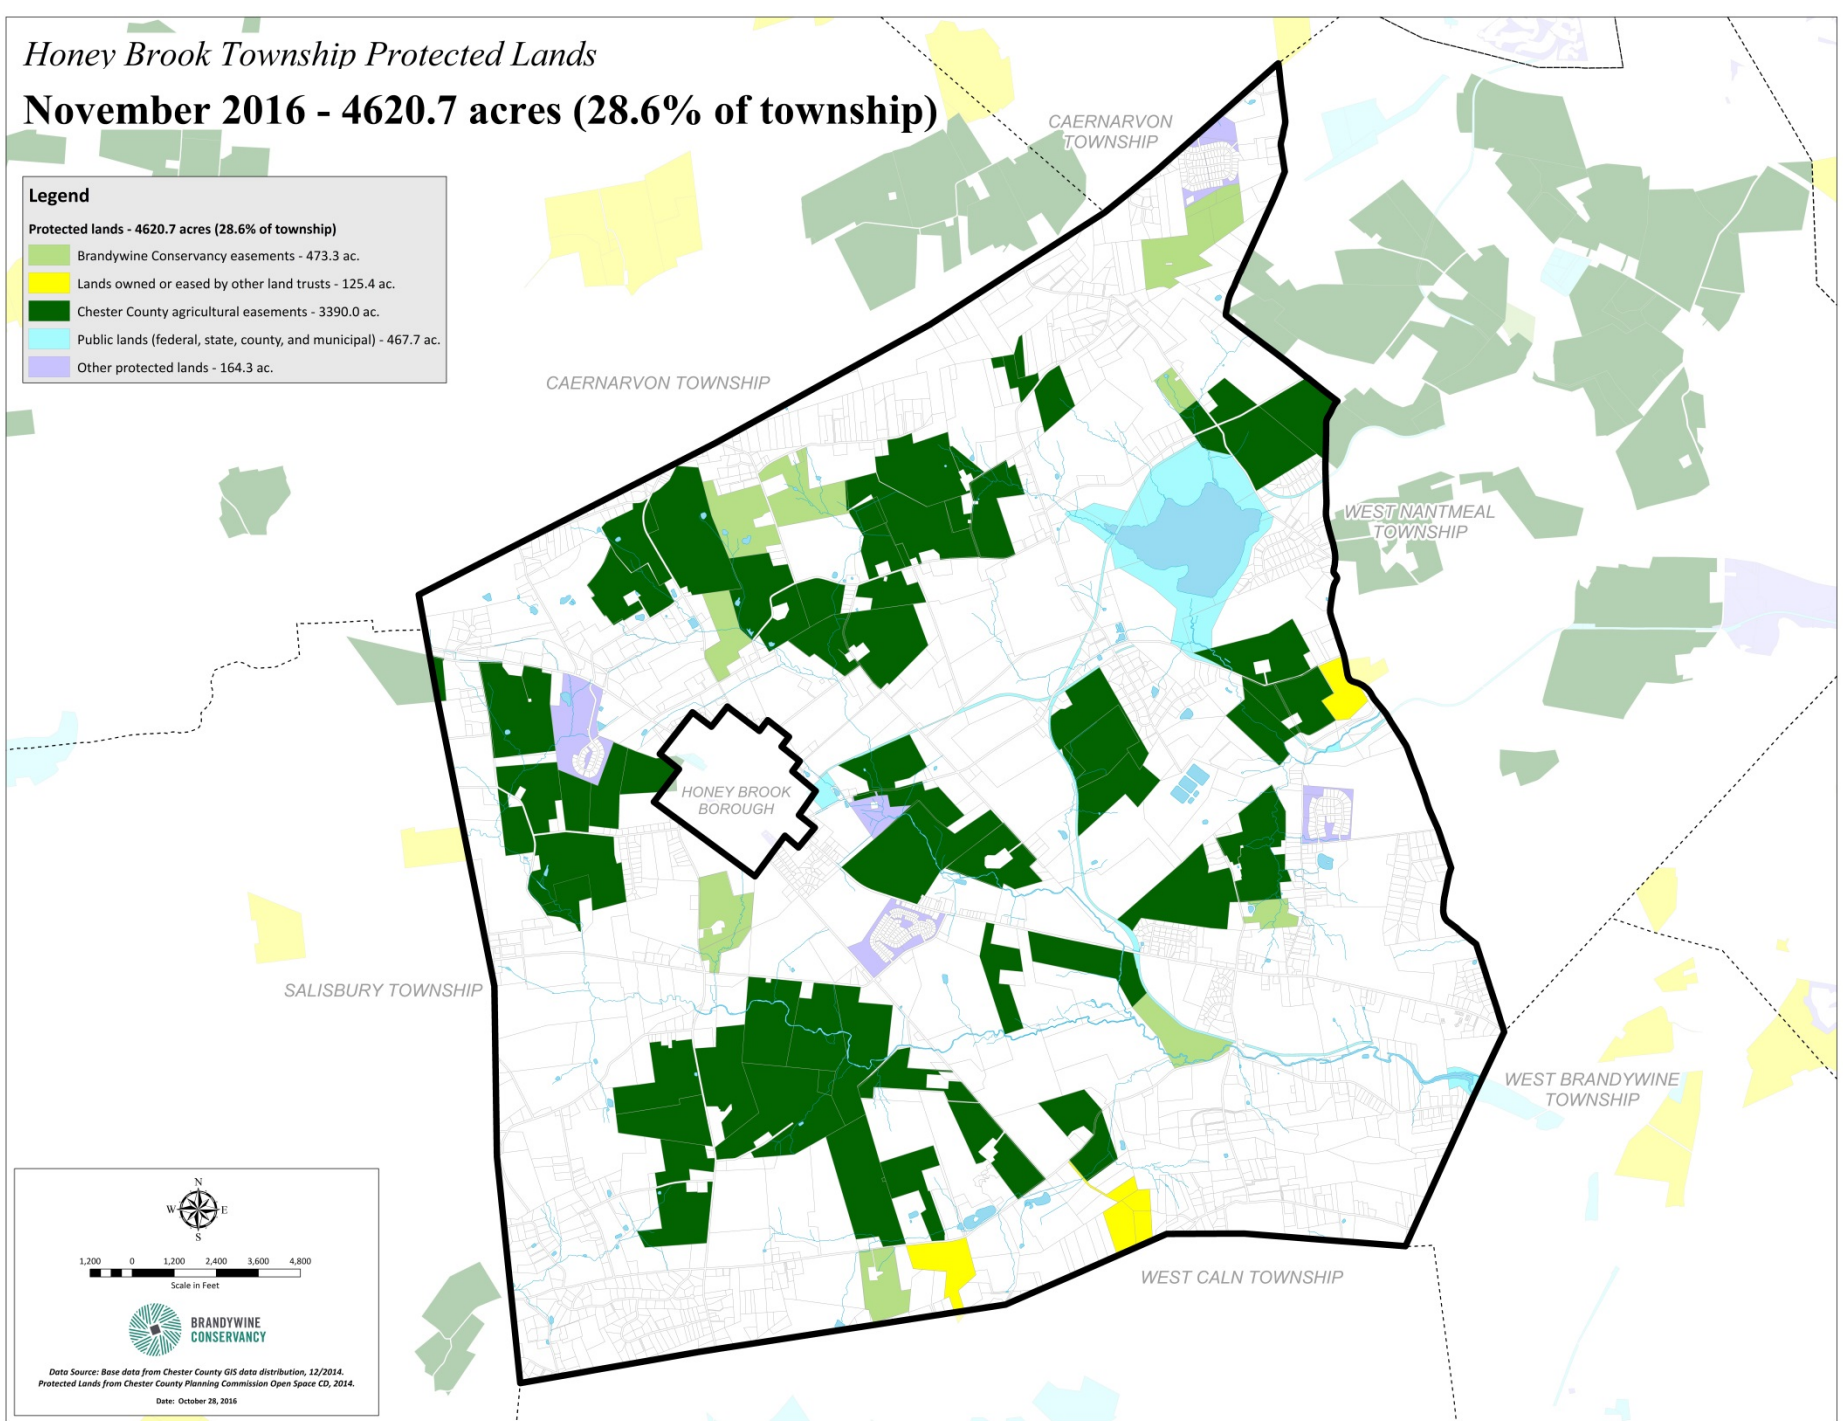 Honey Brook Township Protected Lands
November 2016 - 4620.7 acres (28.6% of township)
Legend
Protected lands - 4620.7 acres (28.6% of township)
Brandywine Conservancy easements - 473.3 ac.
Lands owned or eased by other land trusts - 125.4 ac.
Chester County agricultural easements - 3390.0 ac.
Public lands (federal, state, county, and municipal) - 467.7 ac.
Other protected lands - 164.3 ac.
CAERNARVON
TOWNSHIP
CAERNARVON TOWNSHIP
WEST NANTMEAL
TOWNSHIP
HONEY BROOK
BOROUGH
SALISBURY TOWNSHIP
WEST BRANDYWINE
TOWNSHIP
WEST CALN TOWNSHIP
N
W E
S
1,200 0 1,200 2,400 3,600 4,800
Scale in Feet
BRANDYWINE
CONSERVANCY
Data Source: Base data from Chester County GIS data distribution, 12/2014.
Protected Lands from Chester County Planning Commission Open Space CD, 2014.
Date: October 28, 2016